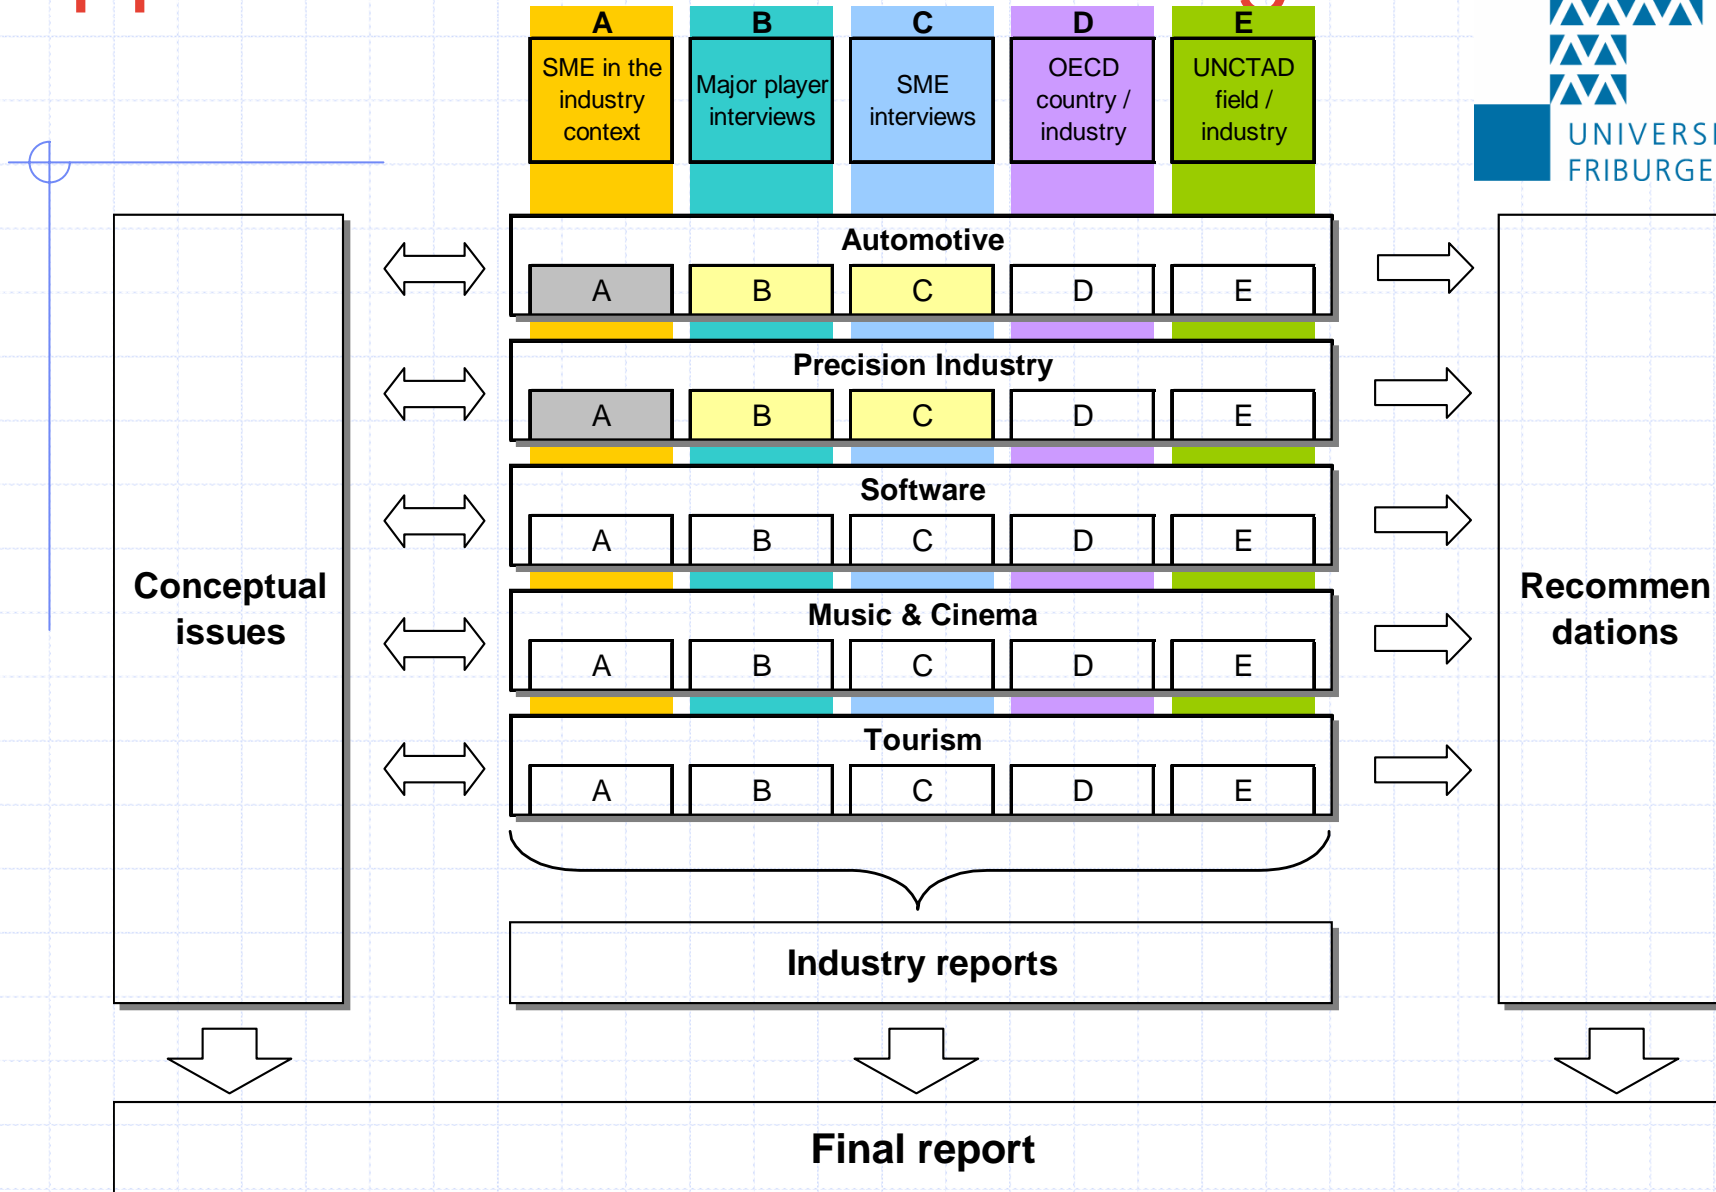 A B C D E
SME in the
industry
context
Major player
interviews
SME
interviews
OECD
country /
industry
UNCTAD
field /
industry
UNIVERSI
FRIBURGE
Automotive
A B C D E
Precision Industry
A B C D E
Software
A B C D E
Music & Cinema
A B C D E
Tourism
A B C D E
Conceptual
issues
Recommen
dations
Industry reports
Final report